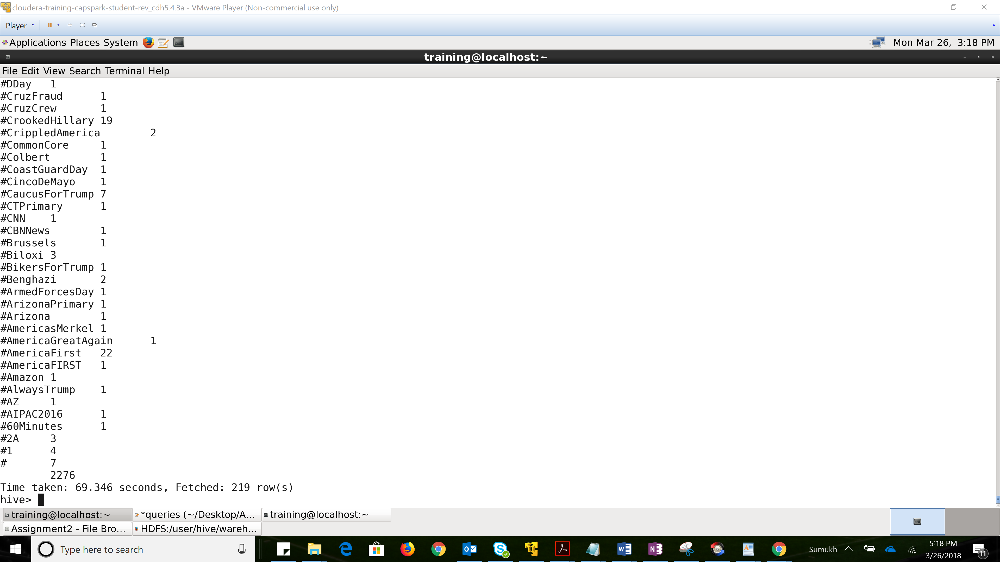 cloudera-training-capspark-student-rev_cdh5.4.3a - VMware Player (Non-commercial use only)
Player
Applications Places System
Mon Mar 26, 3:18 PM
training@localhost:~
File Edit View Search Terminal Help
#DDay 1
#CruzFraud 1
#CruzCrew 1
#CrookedHillary 19
#CrippledAmerica 2
#CommonCore 1
#Colbert 1
#CoastGuardDay 1
#CincoDeMayo 1
#CaucusForTrump 7
#CTPrimary 1
#CNN 1
#CBNNews 1
#Brussels 1
#Biloxi 3
#BikersForTrump 1
#Benghazi 2
#ArmedForcesDay 1
#ArizonaPrimary 1
#Arizona 1
#AmericasMerkel 1
#AmericaGreatAgain 1
#AmericaFirst 22
#AmericaFIRST 1
#Amazon 1
#AlwaysTrump 1
#AZ 1
#AIPAC2016 1
#60Minutes 1
#2A 3
#1 4
# 7
2276
Time taken: 69.346 seconds, Fetched: 219 row(s)
hive>
training@localhost:~ *queries (~/Desktop/A... training@localhost:~
Assignment2 - File Bro... HDFS:/user/hive/wareh...
Type here to search
Sumukh
5:18 PM
3/26/2018
11